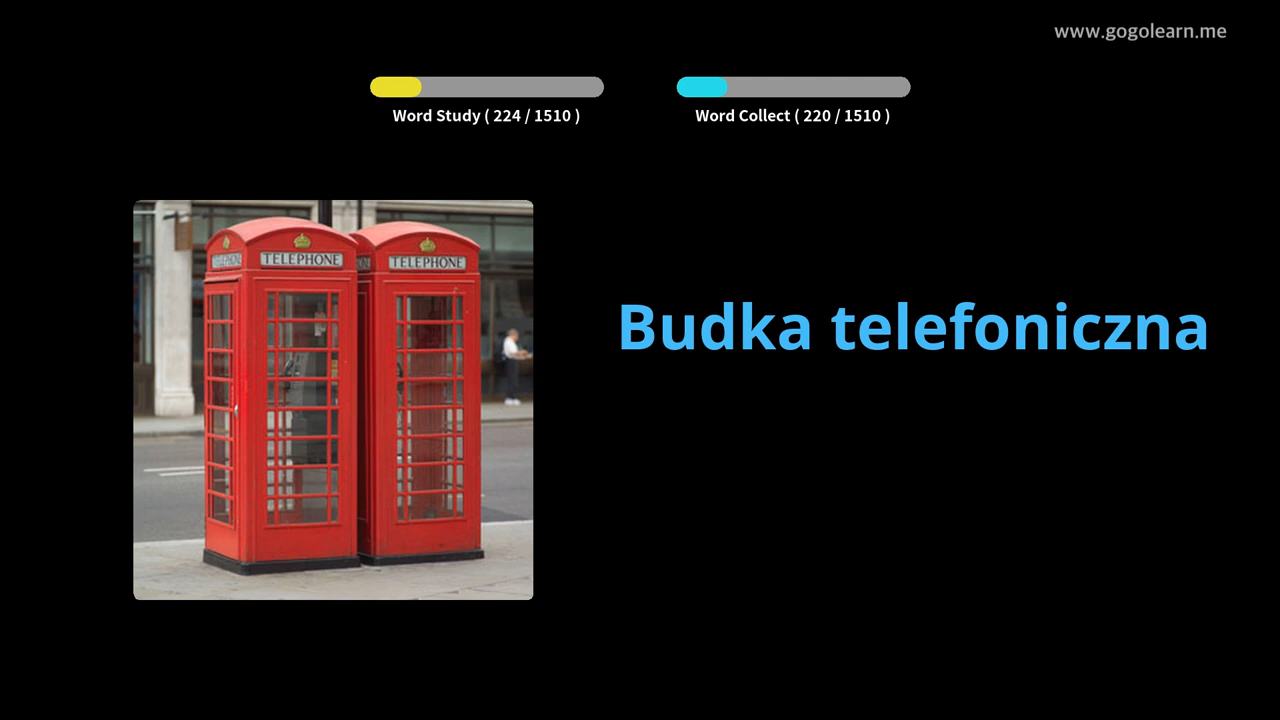 www.gogolearn.me
Word Study ( 224 / 1510 )
Word Collect ( 220 / 1510 )
TELEPHONE
TELEPHONE
Budka telefoniczna